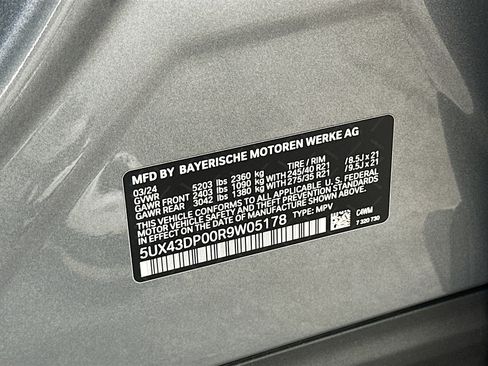 MFD BY BAYERISCHE MOTOREN WERKE AG
03/24 TIRE / RIM
GVWR 5203 lbs 2360 kg
GAWR FRONT 2403 lbs 1090 kg WITH 245/40 R21 / 8.5J x 21
GAWR REAR 3042 lbs 1380 kg WITH 275/35 R21 / 9.5J x 21
THIS VEHICLE CONFORMS TO ALL APPLICABLE FEDERAL
MOTOR VEHICLE SAFETY STANDARDS IN EFFECT ON THE
DATE OF MANUFACTURE SHOWN ABOVE.
5UX43DP00R9W05178 TYPE: MPV
C4WM
7 320 730